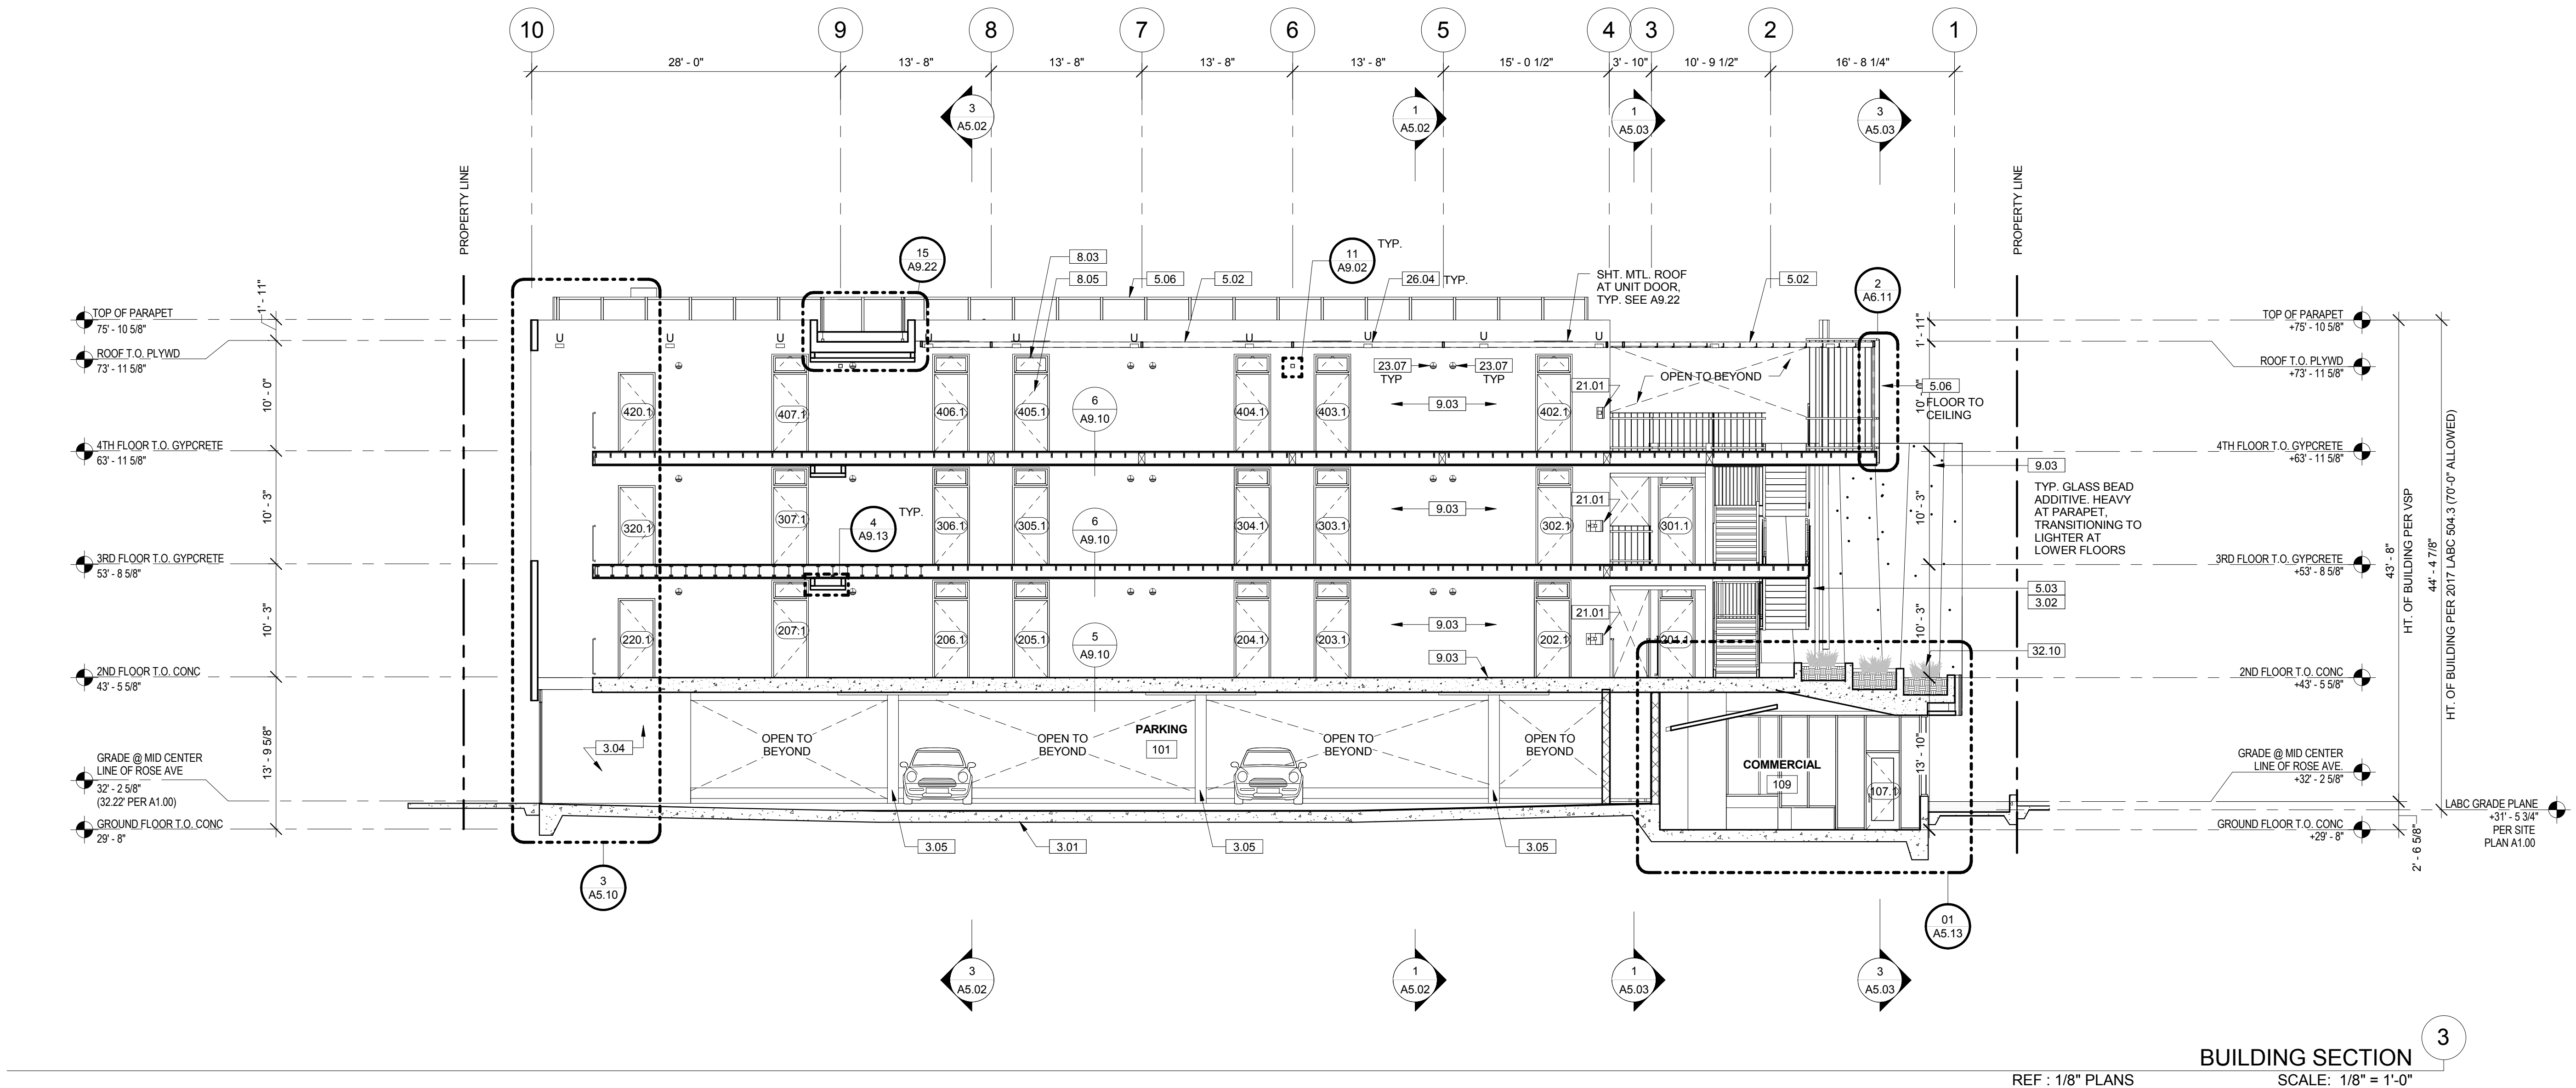 10 9 8 7 6 5 4 3 2 1
28' - 0" 13' - 8" 13' - 8" 13' - 8" 13' - 8" 15' - 0 1/2" 3' - 10" 10' - 9 1/2" 16' - 8 1/4"
3
A5.02
1
A5.02
1
A5.03
3
A5.03
PROPERTY LINE
PROPERTY LINE
15
A9.22
11
A9.02
TYP.
2
A6.11
8.03
8.05
5.06
5.02
26.04
TYP.
SHT. MTL. ROOF
AT UNIT DOOR,
TYP. SEE A9.22
5.02
TOP OF PARAPET
75' - 10 5/8"
ROOF T.O. PLYWD
73' - 11 5/8"
4TH FLOOR T.O. GYPCRETE
63' - 11 5/8"
3RD FLOOR T.O. GYPCRETE
53' - 8 5/8"
2ND FLOOR T.O. CONC
43' - 5 5/8"
GRADE @ MID CENTER
LINE OF ROSE AVE
32' - 2 5/8"
(32.22' PER A1.00)
GROUND FLOOR T.O. CONC
29' - 8"
1' - 11"
10' - 0"
10' - 3"
10' - 3"
13' - 9 5/8"
U U U U U U U U U U
23.07
TYP
23.07
TYP
21.01
OPEN TO BEYOND
5.06
FLOOR TO
CEILING
420.1 407.1 406.1 405.1 404.1 403.1 402.1
6
A9.10
9.03
320.1 307.1 306.1 305.1 304.1 303.1 302.1 301.1
4
A9.13
TYP.
6
A9.10
9.03
21.01
220.1 207.1 206.1 205.1 204.1 203.1 202.1 201.1
5
A9.10
9.03
21.01
9.03
9.03
TYP. GLASS BEAD
ADDITIVE. HEAVY
AT PARAPET,
TRANSITIONING TO
LIGHTER AT
LOWER FLOORS
5.03
3.02
32.10
3.04
OPEN TO
BEYOND
OPEN TO
BEYOND
PARKING
101
OPEN TO
BEYOND
OPEN TO
BEYOND
COMMERCIAL
109
107.1
3.05
3.01
3.05
3.05
1' - 11"
10' - 0"
10' - 3"
10' - 3"
13' - 10"
TOP OF PARAPET
+75' - 10 5/8"
ROOF T.O. PLYWD
+73' - 11 5/8"
4TH FLOOR T.O. GYPCRETE
+63' - 11 5/8"
3RD FLOOR T.O. GYPCRETE
+53' - 8 5/8"
2ND FLOOR T.O. CONC
+43' - 5 5/8"
GRADE @ MID CENTER
LINE OF ROSE AVE.
+32' - 2 5/8"
LABC GRADE PLANE
+31' - 5 3/4"
PER SITE
PLAN A1.00
GROUND FLOOR T.O. CONC
+29' - 8"
43' - 8"
HT. OF BUILDING PER VSP
44' - 4 7/8"
HT. OF BUILDING PER 2017 LABC 504.3 (70'-0" ALLOWED)
2' - 6 5/8"
3
A5.10
01
A5.13
3
A5.02
1
A5.02
1
A5.03
3
A5.03
BUILDING SECTION
3
REF : 1/8" PLANS
SCALE: 1/8" = 1'-0"